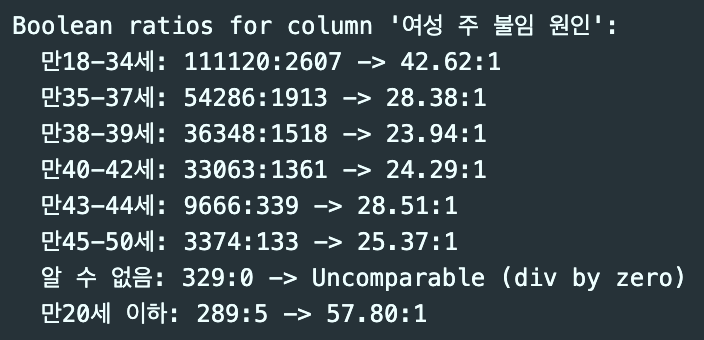 Boolean ratios for column '여성 주 불임 원인':
만18-34세: 111120:2607 -> 42.62:1
만35-37세: 54286:1913 -> 28.38:1
만38-39세: 36348:1518 -> 23.94:1
만40-42세: 33063:1361 -> 24.29:1
만43-44세: 9666:339 -> 28.51:1
만45-50세: 3374:133 -> 25.37:1
알 수 없음: 329:0 -> Uncomparable (div by zero)
만20세 이하: 289:5 -> 57.80:1